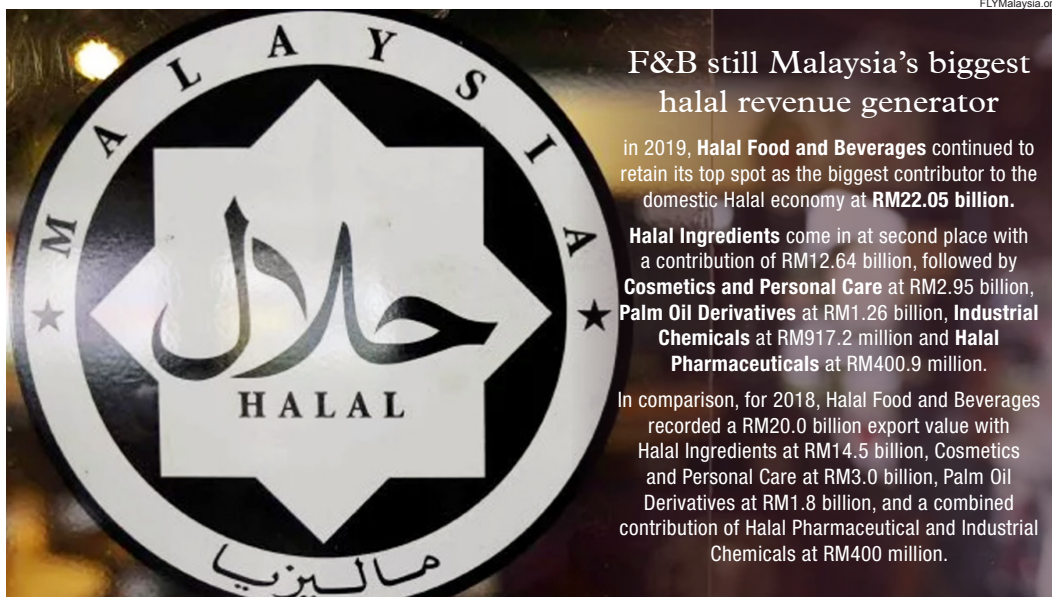 FLYMalaysia.or
MALAYSIA
حلال
HALAL
ماليزيا
F&B still Malaysia’s biggest
halal revenue generator
in 2019, Halal Food and Beverages continued to
retain its top spot as the biggest contributor to the
domestic Halal economy at RM22.05 billion.
Halal Ingredients come in at second place with
a contribution of RM12.64 billion, followed by
Cosmetics and Personal Care at RM2.95 billion,
Palm Oil Derivatives at RM1.26 billion, Industrial
Chemicals at RM917.2 million and Halal
Pharmaceuticals at RM400.9 million.
In comparison, for 2018, Halal Food and Beverages
recorded a RM20.0 billion export value with
Halal Ingredients at RM14.5 billion, Cosmetics
and Personal Care at RM3.0 billion, Palm Oil
Derivatives at RM1.8 billion, and a combined
contribution of Halal Pharmaceutical and Industrial
Chemicals at RM400 million.